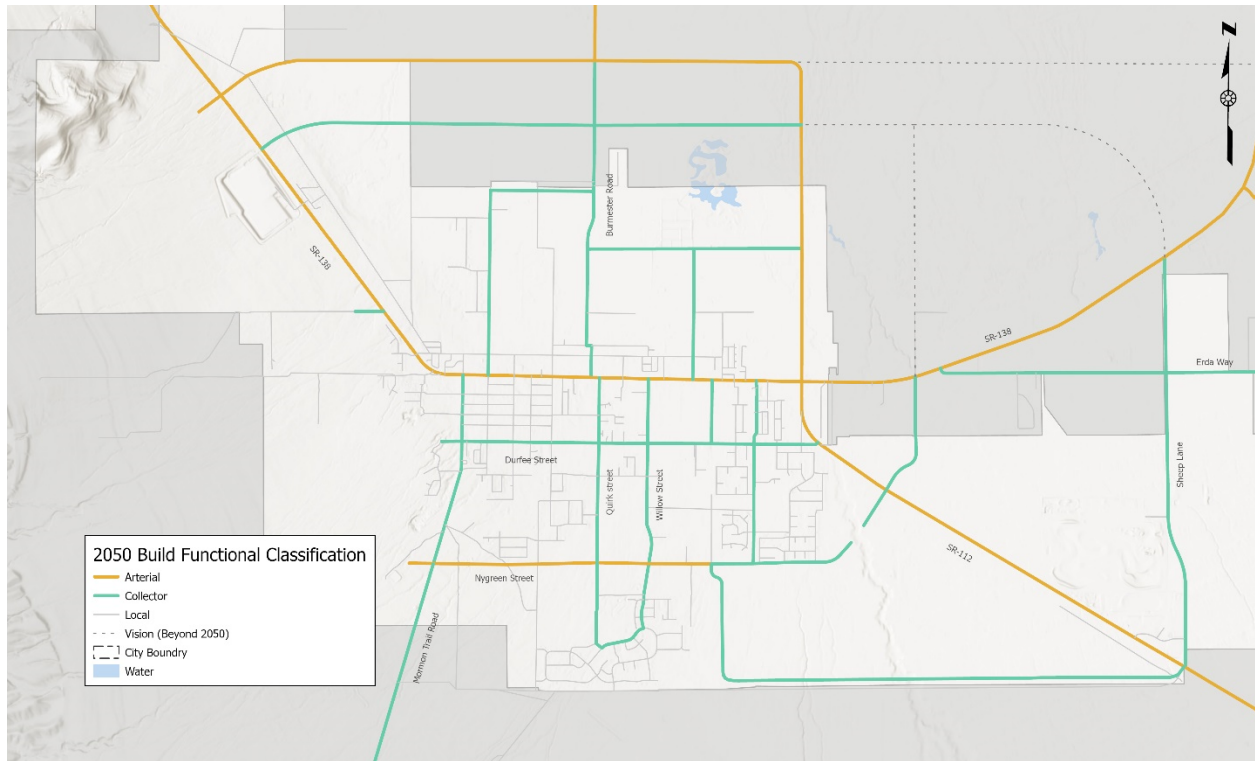 N
Burmester Road
SR-138
SR-138
Erda Way
Durfee Street
Quirk street
Willow Street
Sheep Lane
SR-112
Nygreen Street
Mormon Trail Road
2050 Build Functional Classification
Arterial
Collector
Local
Vision (Beyond 2050)
City Boundry
Water